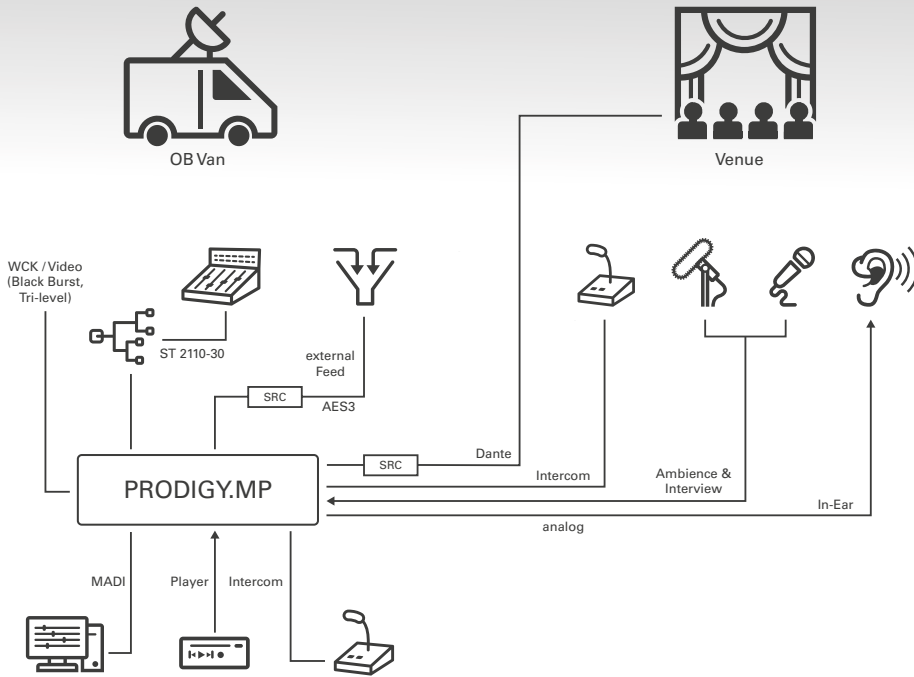 OB Van
Venue
WCK / Video
(Black Burst,
Tri-level)
ST 2110-30
external
Feed
SRC
AES3
SRC
Dante
PRODIGY.MP
Intercom
Ambience &
Interview
In-Ear
analog
MADI
Player
Intercom